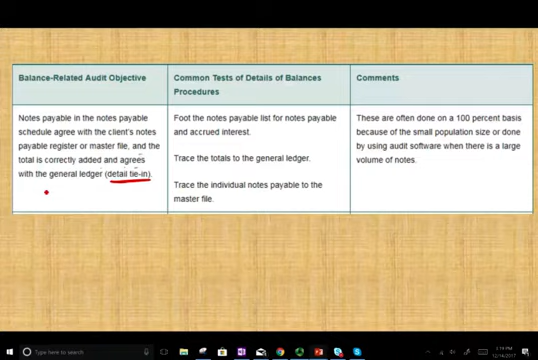 Balance-Related Audit Objective
Common Tests of Details of Balances
Procedures
Comments
Notes payable in the notes payable
schedule agree with the client's notes
payable register or master file, and the
total is correctly added and agrees
with the general ledger (detail tie-in).
Foot the notes payable list for notes payable
and accrued interest.
Trace the totals to the general ledger.
Trace the individual notes payable to the
master file.
These are often done on a 100 percent basis
because of the small population size or done
by using audit software when there is a large
volume of notes.
12/14/2017